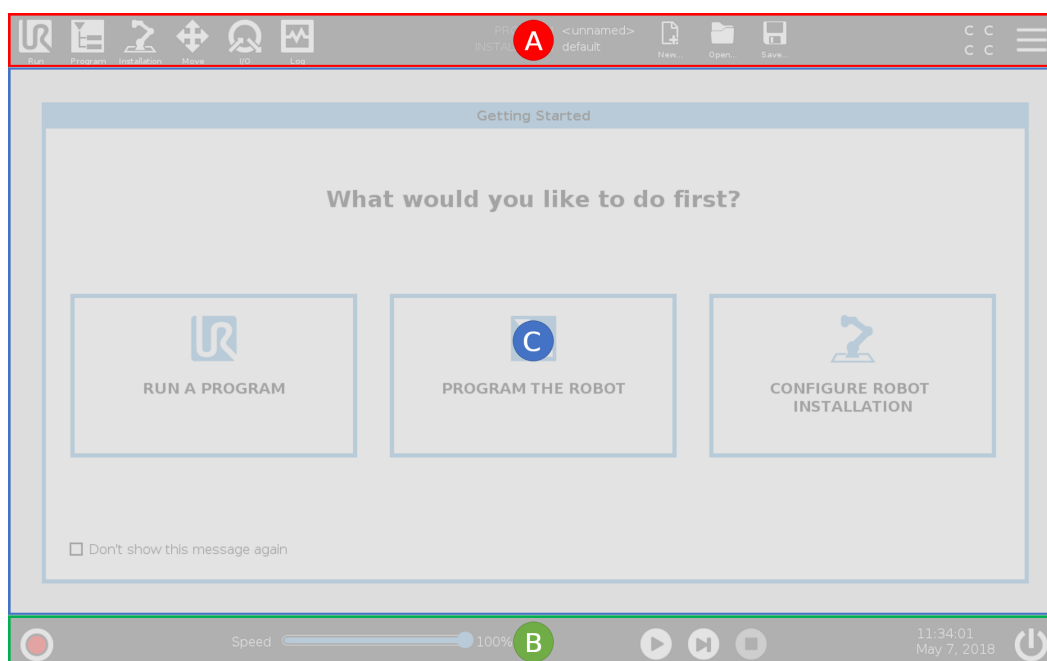 <unnamed>
default
Run
Program
Installation
Move
I/O
Log
A
New...
Open...
Save...
C C
C C
Getting Started
What would you like to do first?
RUN A PROGRAM
C
PROGRAM THE ROBOT
CONFIGURE ROBOT
INSTALLATION
Don't show this message again
Speed
100%
B
11:34:01
May 7, 2018